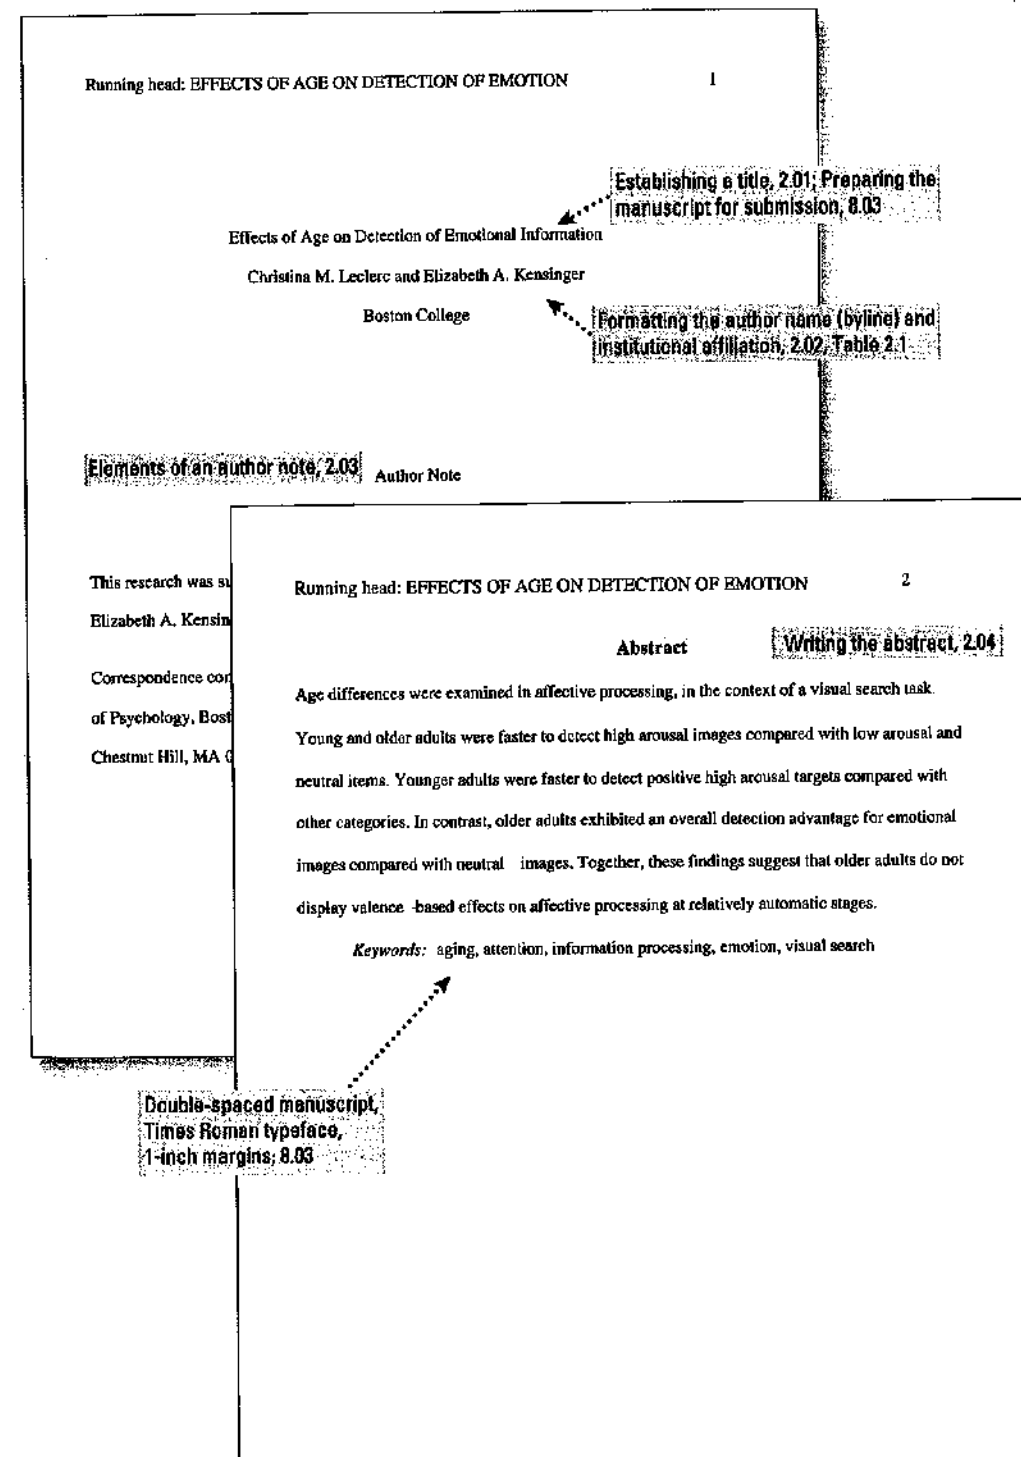 Running head: EFFECTS OF AGE ON DETECTION OF EMOTION 1
Establishing a title, 2.01; Preparing the
manuscript for submission, 8.03
Effects of Age on Detection of Emotional Information
Christina M. Leclerc and Elizabeth A. Kensinger
Boston College
Formatting the author name (byline) and
institutional affiliation, 2.02, Table 2.1
Elements of an author note, 2.03
Author Note
This research was su
Elizabeth A. Kensin
Correspondence con
of Psychology, Bost
Chestnut Hill, MA 0
Running head: EFFECTS OF AGE ON DETECTION OF EMOTION 2
Abstract
Writing the abstract, 2.04
Age differences were examined in affective processing, in the context of a visual search task.
Young and older adults were faster to detect high arousal images compared with low arousal and
neutral items. Younger adults were faster to detect positive high arousal targets compared with
other categories. In contrast, older adults exhibited an overall detection advantage for emotional
images compared with neutral images. Together, these findings suggest that older adults do not
display valence -based effects on affective processing at relatively automatic stages.
Keywords: aging, attention, information processing, emotion, visual search
Double-spaced manuscript,
Times Roman typeface,
1-inch margins, 8.03